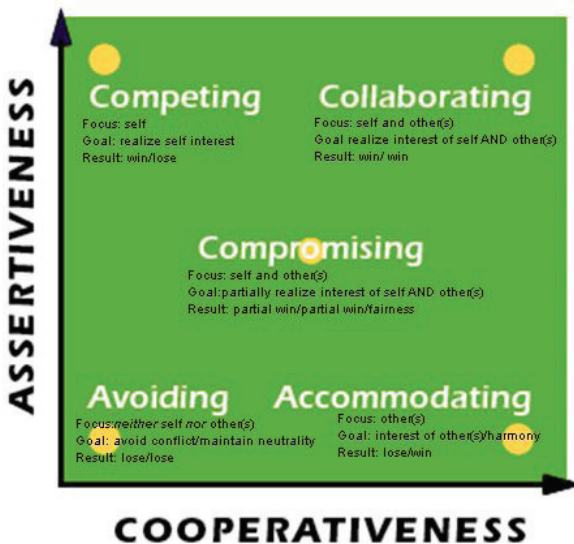 ASSERTIVENESS
Competing
Focus: self
Goal: realize self interest
Result: win/lose
Collaborating
Focus: self and other(s)
Goal realize interest of self AND other(s)
Result: win/ win
Compromising
Focus: self and other(s)
Goal:partially realize interest of self AND other(s)
Result: partial win/partial win/fairness
Avoiding
Focus:neither self nor other(s)
Goal: avoid conflict/maintain neutrality
Result: lose/lose
Accommodating
Focus: other(s)
Goal: interest of other(s)/harmony
Result: lose/win
COOPERATIVENESS